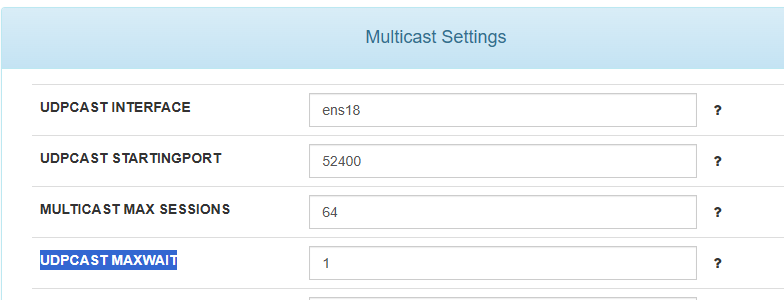 Multicast Settings
UDPCAST INTERFACE ens18 ?
UDPCAST STARTINGPORT 52400 ?
MULTICAST MAX SESSIONS 64 ?
UDPCAST MAXWAIT 1 ?